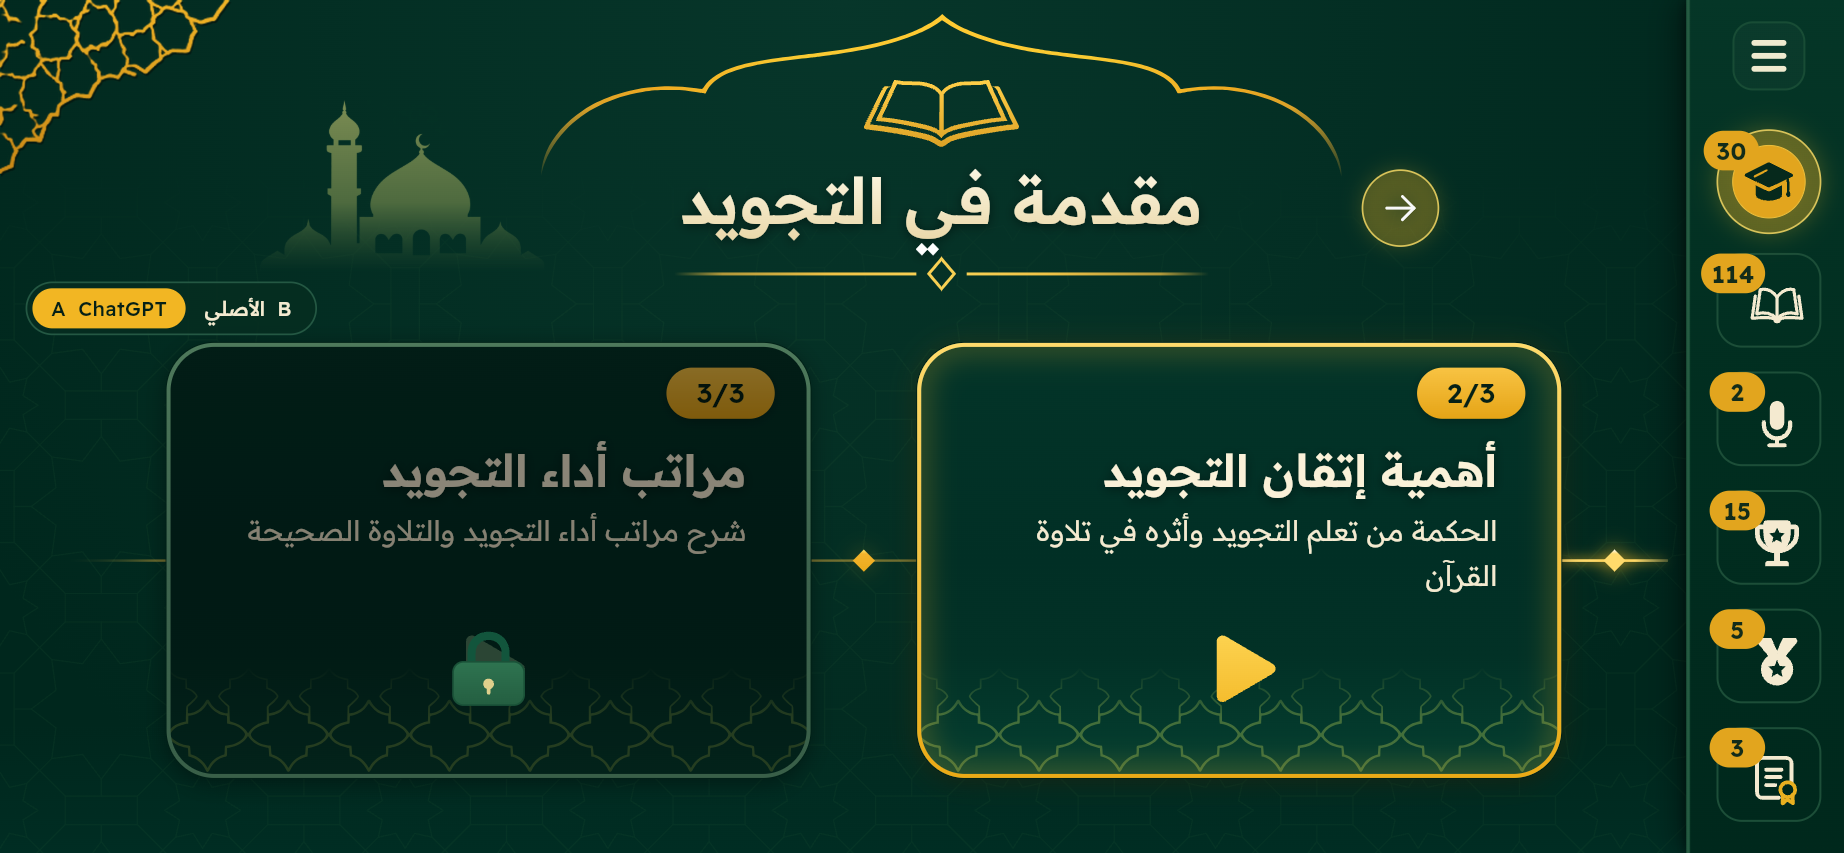 مقدمة في التجويد
A ChatGPT
B الأصلي
2/3
أهمية إتقان التجويد
الحكمة من تعلم التجويد وأثره في تلاوة
القرآن
3/3
مراتب أداء التجويد
شرح مراتب أداء التجويد والتلاوة الصحيحة
30
114
2
15
5
3